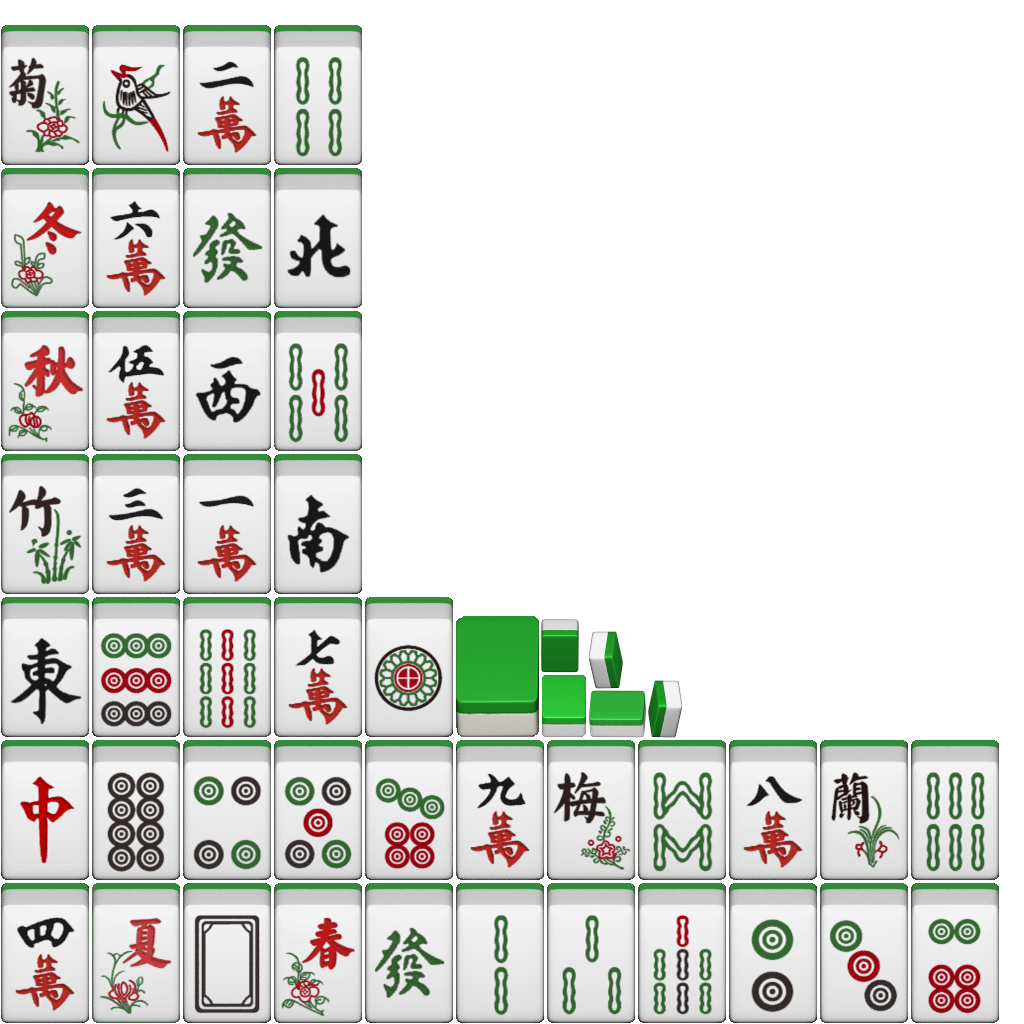 菊 二萬
冬 六萬 發 北
秋 伍萬 西
竹 三萬 一萬 南
東 七萬
中 九萬 梅 八萬 蘭
四萬 夏 春 發